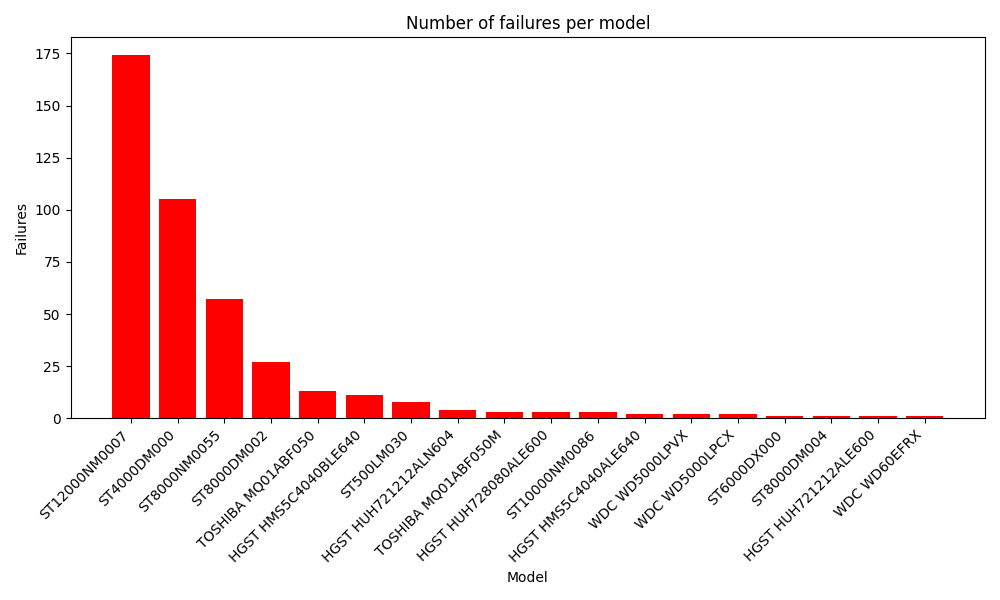 Number of failures per model
Failures
175
150
125
100
75
50
25
0
ST12000NM0007
ST4000DM000
ST8000NM0055
ST8000DM002
TOSHIBA MQ01ABF050
HGST HMS5C4040BLE640
ST500LM030
HGST HUH721212ALN604
TOSHIBA MQ01ABF050M
HGST HUH728080ALE600
ST10000NM0086
HGST HMS5C4040ALE640
WDC WD5000LPVX
WDC WD5000LPCX
ST6000DX000
ST8000DM004
HGST HUH721212ALE600
WDC WD60EFRX
Model